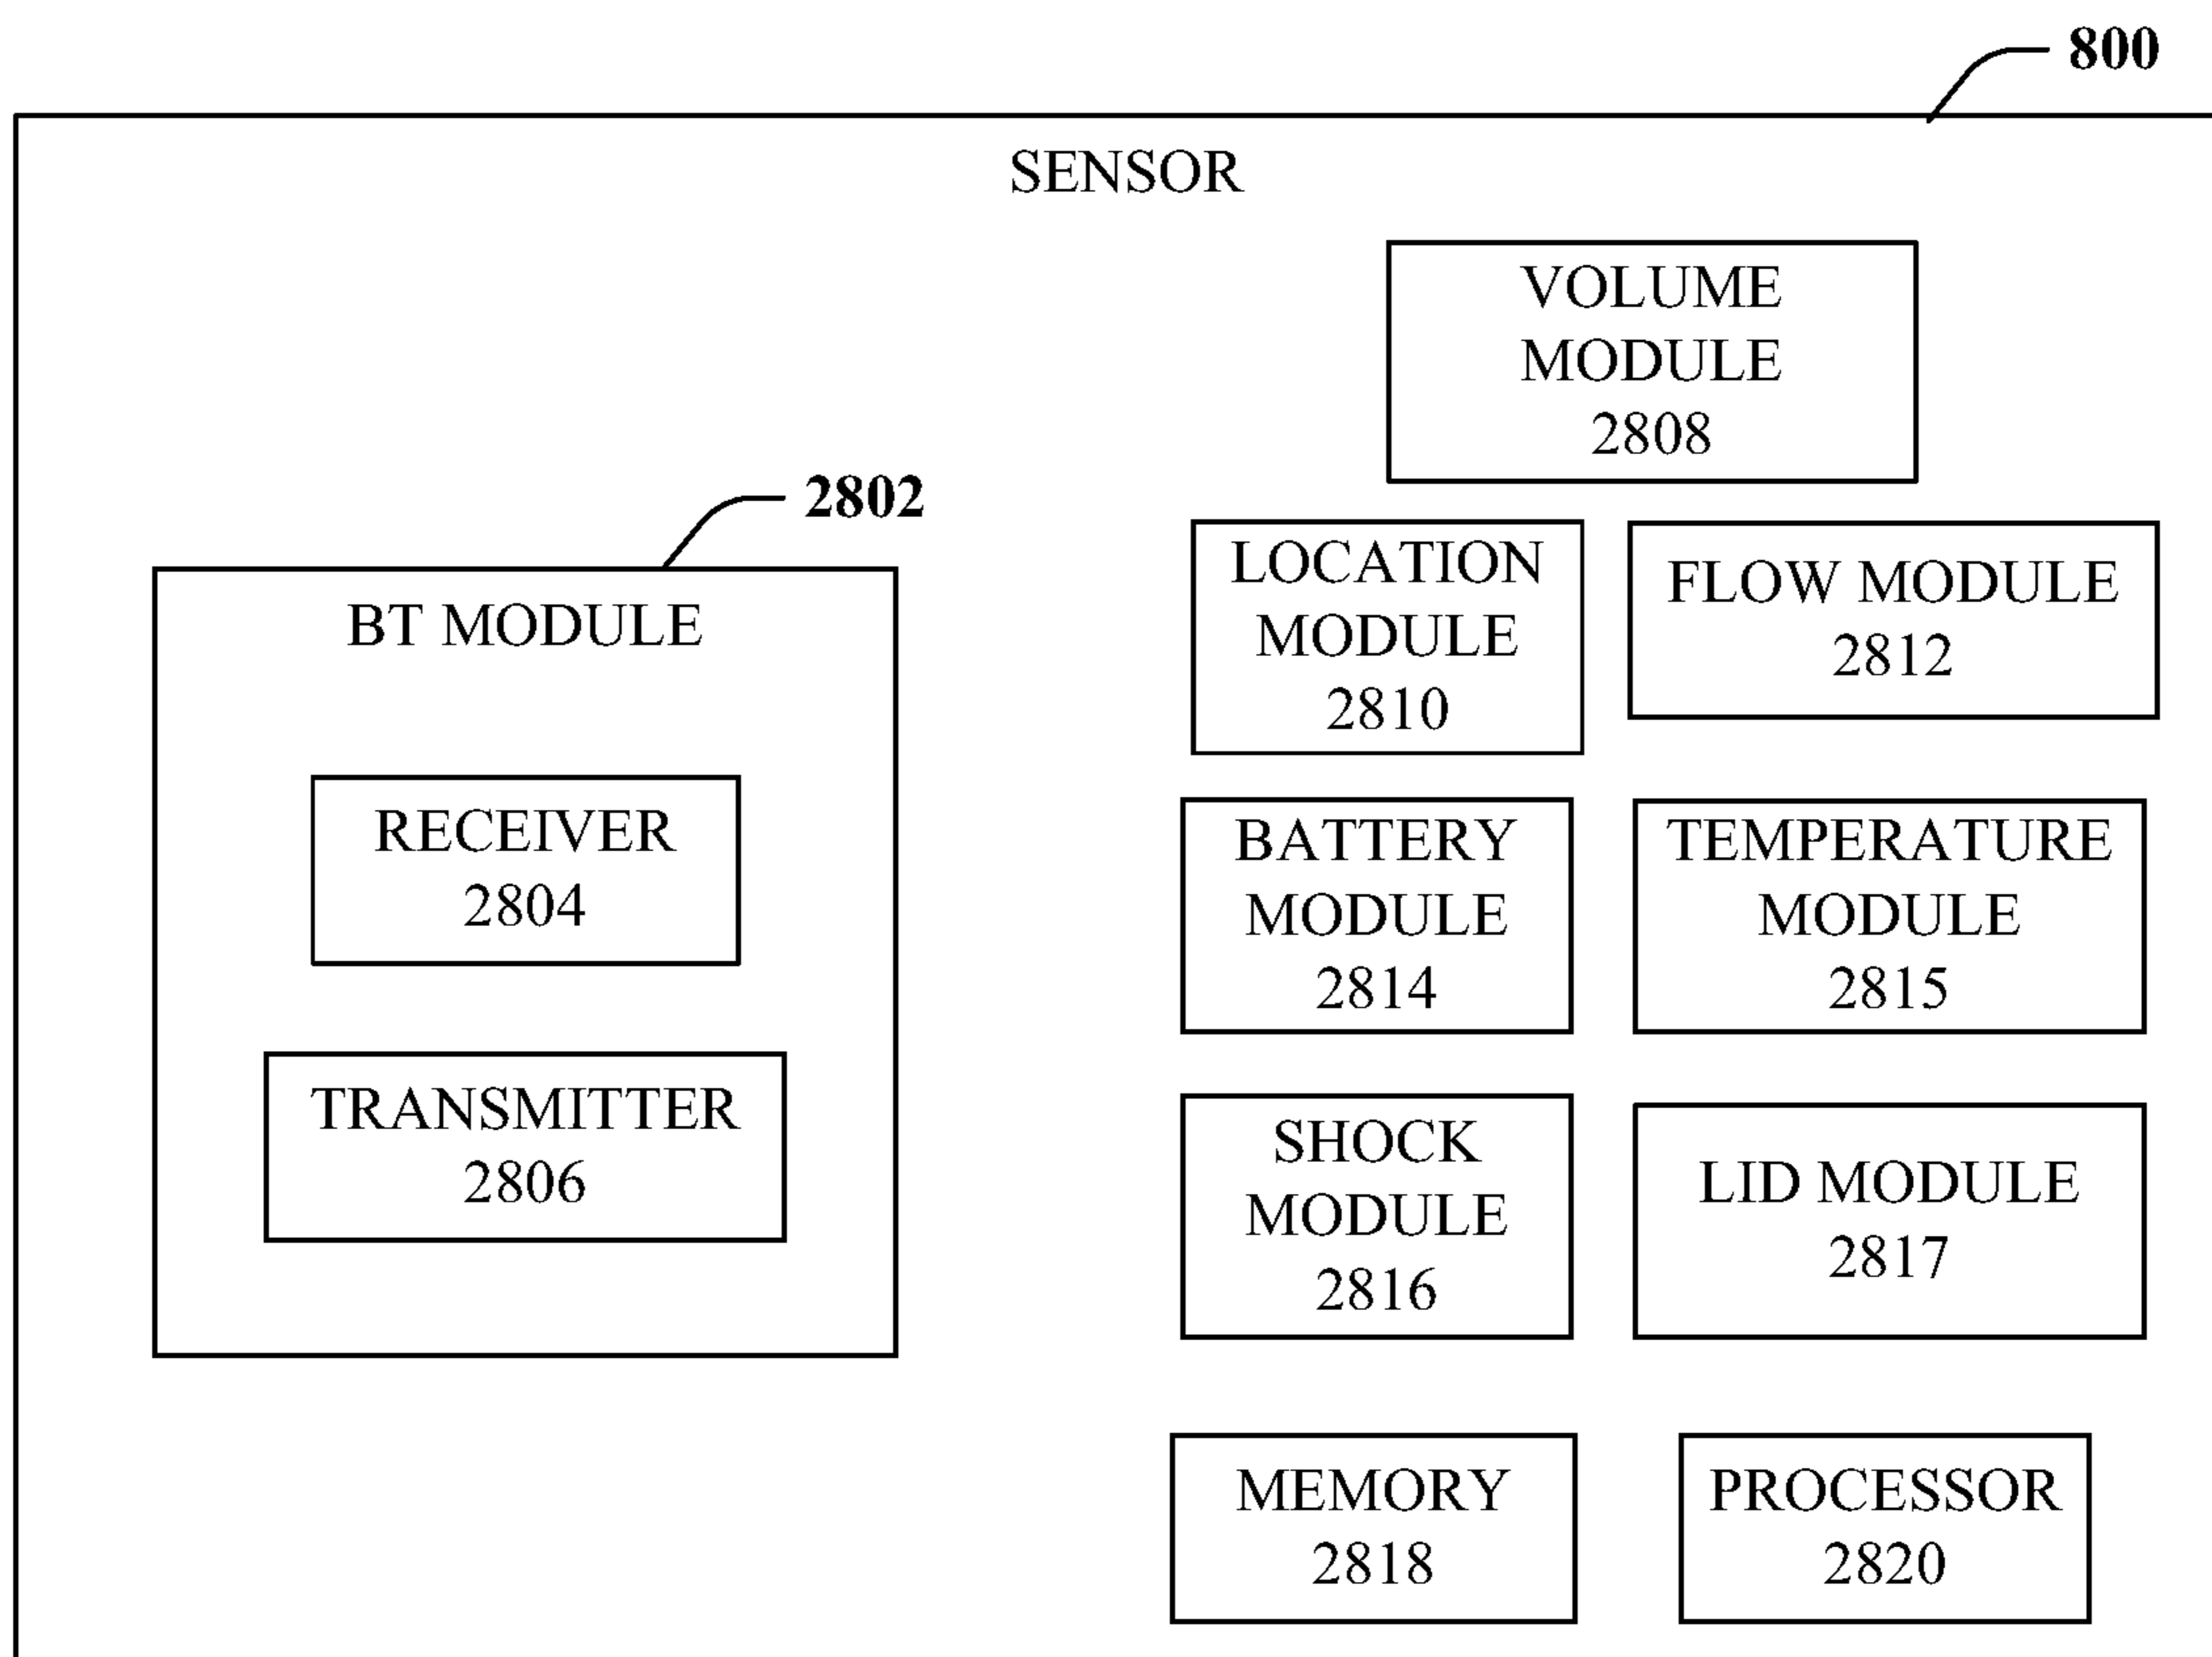 800
SENSOR
VOLUME
MODULE
2808
2802
BT MODULE
RECEIVER
2804
TRANSMITTER
2806
LOCATION
MODULE
2810
FLOW MODULE
2812
BATTERY
MODULE
2814
TEMPERATURE
MODULE
2815
SHOCK
MODULE
2816
LID MODULE
2817
MEMORY
2818
PROCESSOR
2820